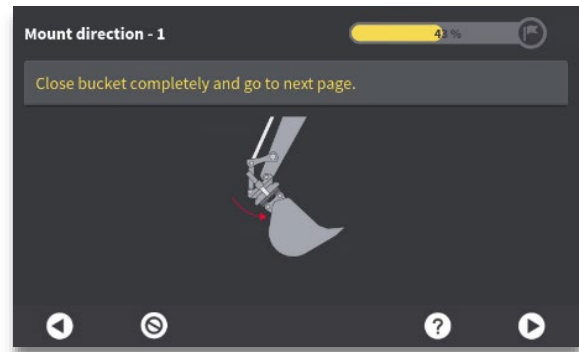 Mount direction - 1
43 %
Close bucket completely and go to next page.
?